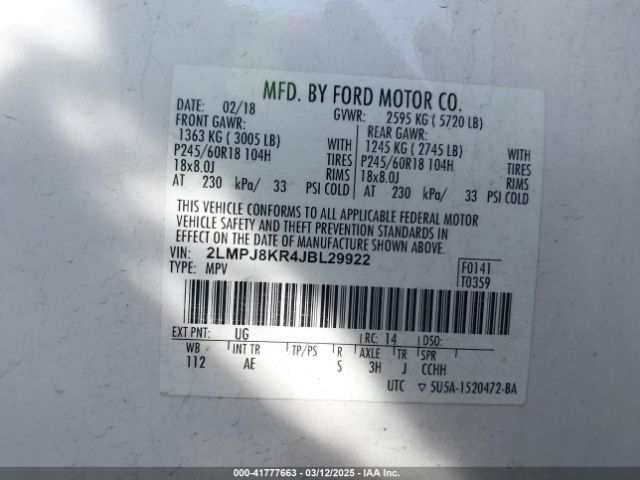 MFD. BY FORD MOTOR CO.
DATE: 02/18 GVWR: 2595 KG ( 5720 LB)
FRONT GAWR: REAR GAWR:
1363 KG ( 3005 LB) WITH 1245 KG ( 2745 LB) WITH
P245/60R18 104H TIRES P245/60R18 104H TIRES
18x8.0J RIMS 18x8.0J RIMS
AT 230 kPa/ 33 PSI COLD AT 230 kPa/ 33 PSI COLD
THIS VEHICLE CONFORMS TO ALL APPLICABLE FEDERAL MOTOR
VEHICLE SAFETY AND THEFT PREVENTION STANDARDS IN
EFFECT ON THE DATE OF MANUFACTURE SHOWN ABOVE.
VIN: 2LMPJ8KR4JBL29922
TYPE: MPV
F0141
T0359
EXT PNT: UG RC: 14 DSO:
WB INT TR TP/PS R AXLE TR SPR
112 AE S 3H J CCHH
UTC ▽ 5U5A-1520472-BA
000-41777663 - 03/12/2025 - IAA Inc.